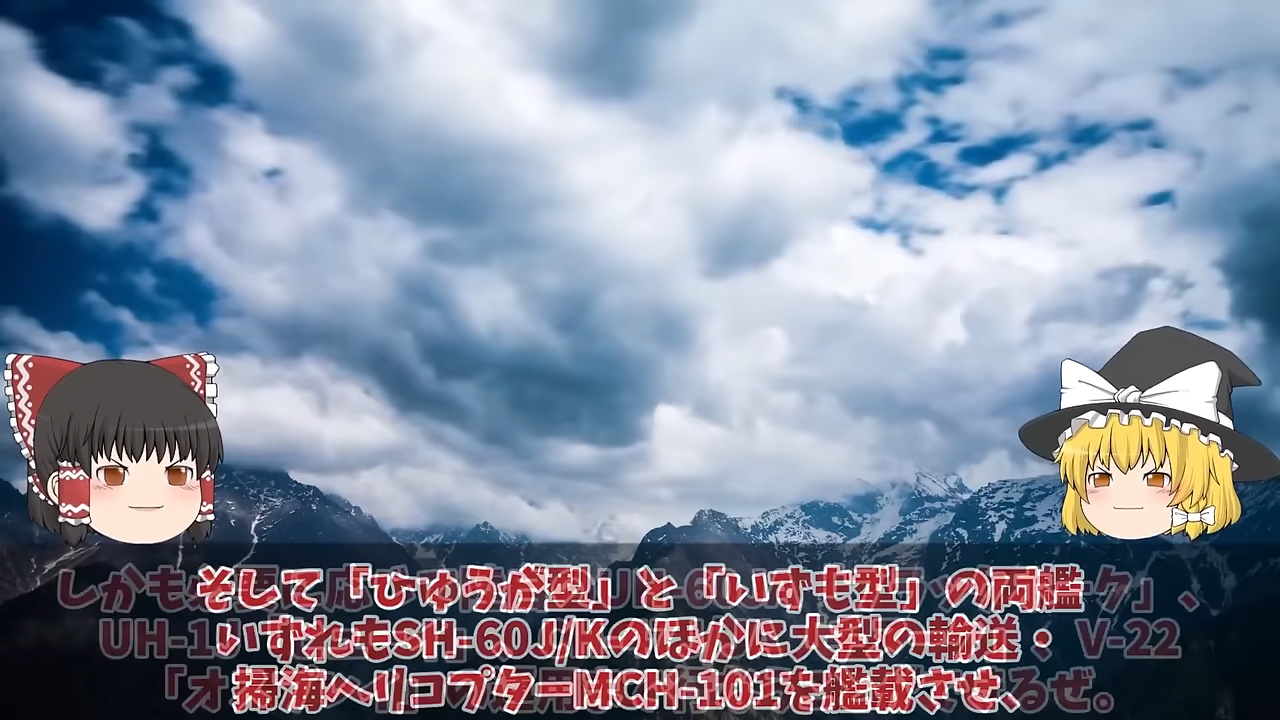 そして「ひゅうが型」と「いずも型」の両艦
いずれもSH-60J/Kのほかに大型の輸送・
掃海ヘリコプターMCH-101を艦載させ、
しかも
ク」、
UH-1
V-22
「オ
るぜ。